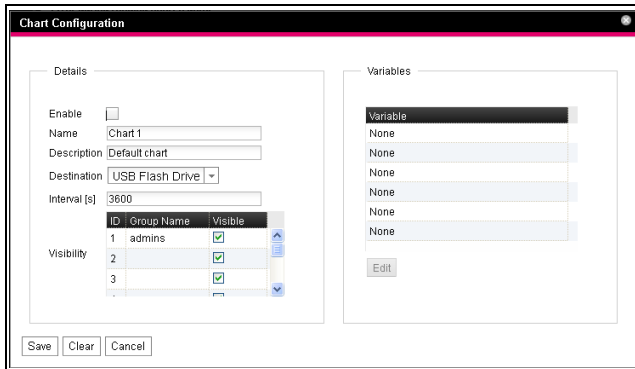 Chart Configuration
Details
Enable
Name Chart 1
Description Default chart
Destination USB Flash Drive
Interval [s] 3600
Visibility
ID Group Name Visible
1 admins
2
3
Variables
Variable
None
None
None
None
None
None
Edit
Save Clear Cancel